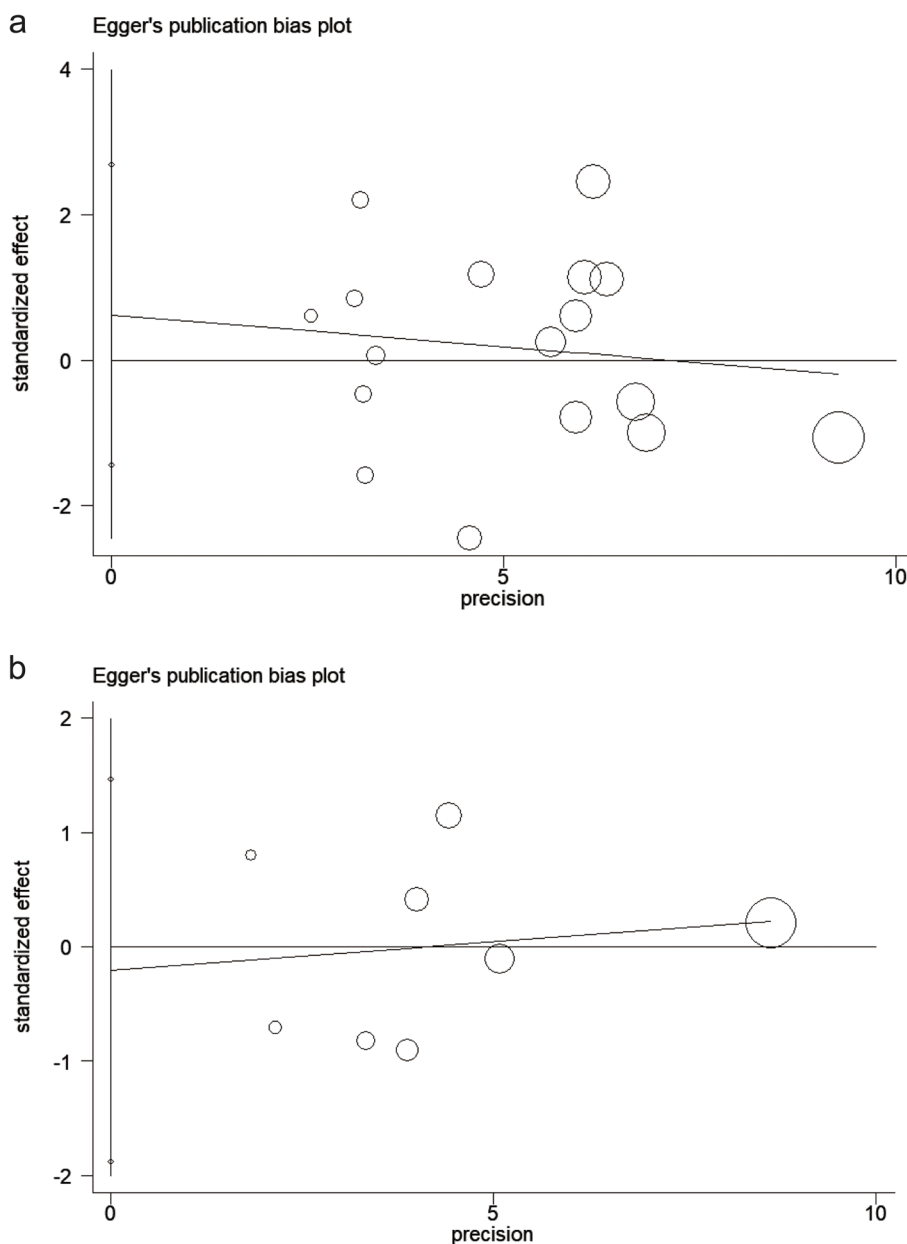 a
Egger's publication bias plot
standardized effect
4
2
0
-2
0 5 10
precision
b
Egger's publication bias plot
standardized effect
2
1
0
-1
-2
0 5 10
precision